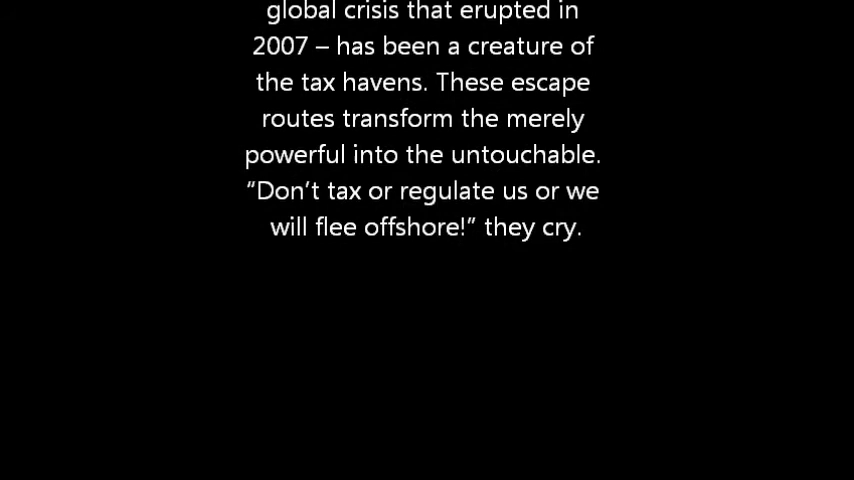 global crisis that erupted in
2007 – has been a creature of
the tax havens. These escape
routes transform the merely
powerful into the untouchable.
“Don’t tax or regulate us or we
will flee offshore!” they cry.